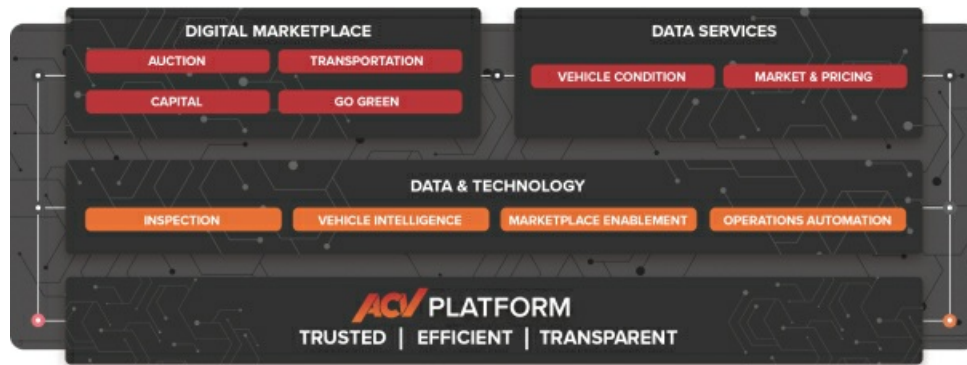 DIGITAL MARKETPLACE
AUCTION
TRANSPORTATION
CAPITAL
GO GREEN
DATA SERVICES
VEHICLE CONDITION
MARKET & PRICING
DATA & TECHNOLOGY
INSPECTION
VEHICLE INTELLIGENCE
MARKETPLACE ENABLEMENT
OPERATIONS AUTOMATION
ACV PLATFORM
TRUSTED | EFFICIENT | TRANSPARENT